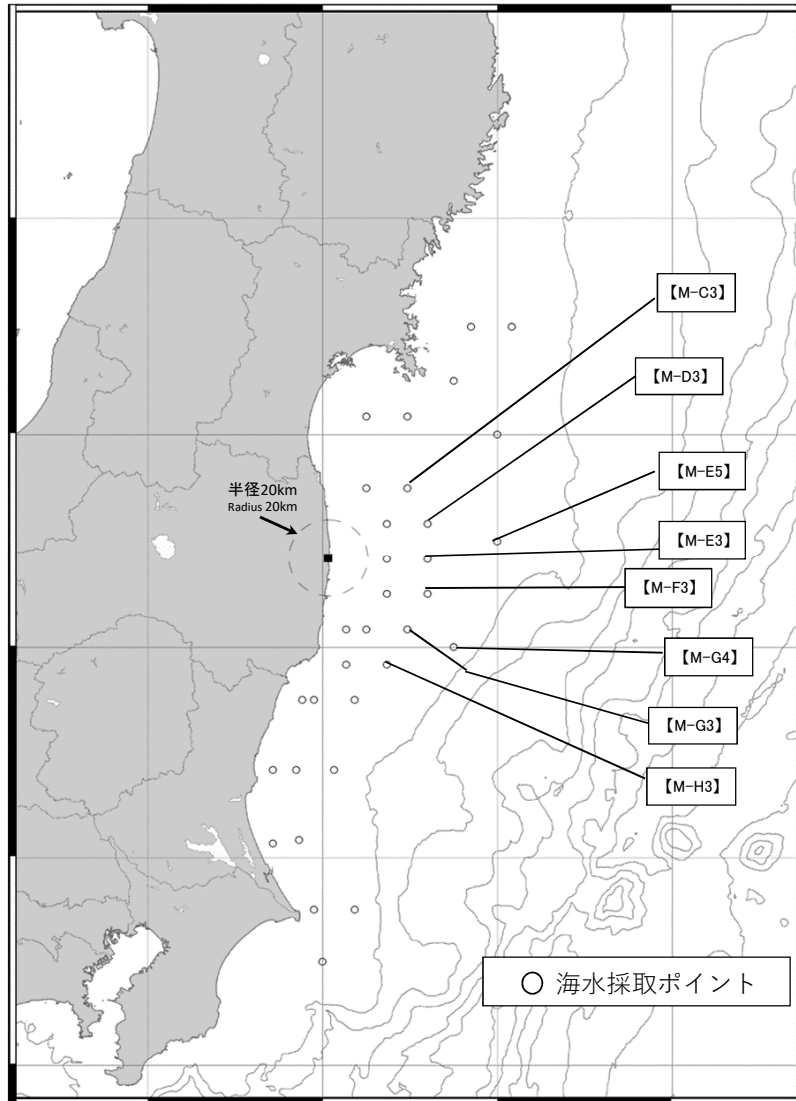 【M-C3】
【M-D3】
【M-E5】
半径20km
Radius 20km
【M-E3】
【M-F3】
【M-G4】
【M-G3】
【M-H3】
○ 海水採取ポイント